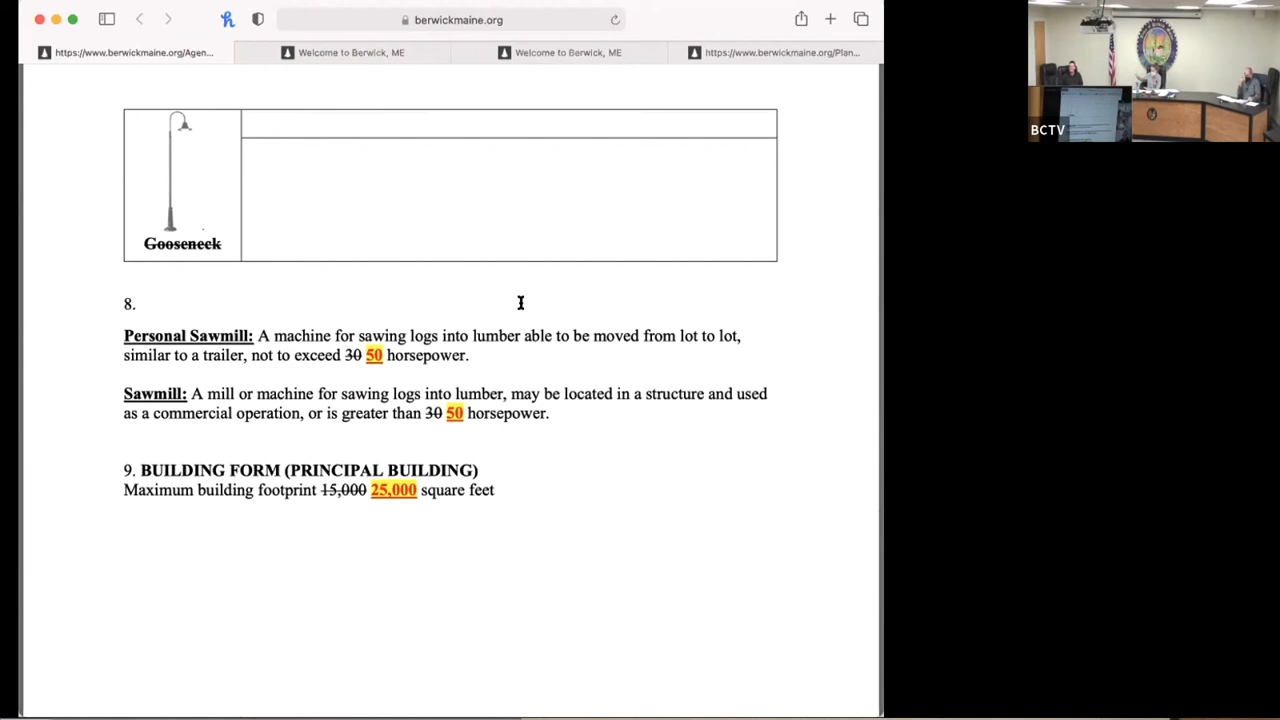 berwickmaine.org
https://www.berwickmaine.org/Agen...
Welcome to Berwick, ME
Welcome to Berwick, ME
https://www.berwickmaine.org/Plan...
BCTV
Gooseneck
8.
Personal Sawmill: A machine for sawing logs into lumber able to be moved from lot to lot,
similar to a trailer, not to exceed 30 50 horsepower.
Sawmill: A mill or machine for sawing logs into lumber, may be located in a structure and used
as a commercial operation, or is greater than 30 50 horsepower.
9. BUILDING FORM (PRINCIPAL BUILDING)
Maximum building footprint 15,000 25,000 square feet